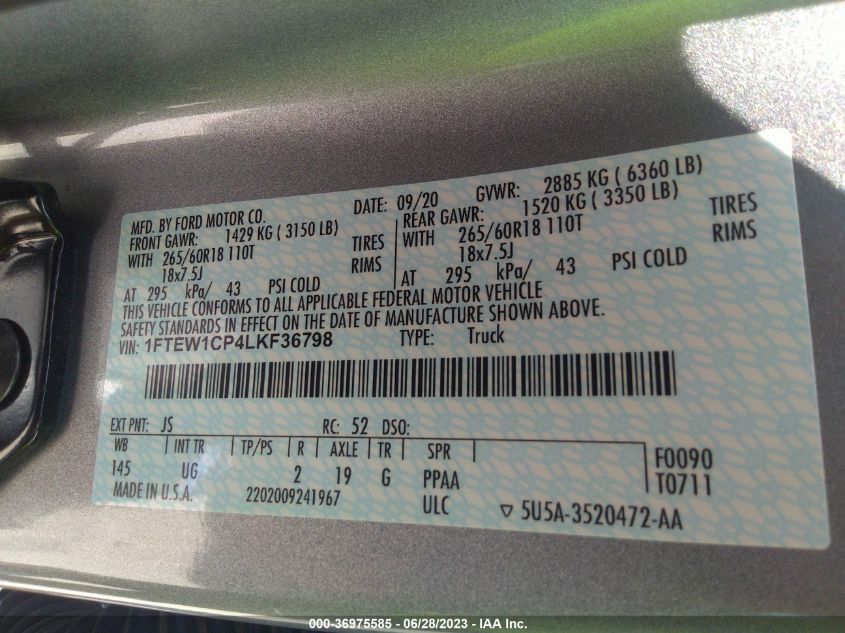 MFD. BY FORD MOTOR CO. DATE: 09/20 GVWR: 2885 KG ( 6360 LB)
FRONT GAWR: 1429 KG ( 3150 LB) REAR GAWR: 1520 KG ( 3350 LB)
WITH 265/60R18 110T TIRES WITH 265/60R18 110T TIRES
18x7.5J RIMS 18x7.5J RIMS
AT 295 kPa/ 43 PSI COLD AT 295 kPa/ 43 PSI COLD
THIS VEHICLE CONFORMS TO ALL APPLICABLE FEDERAL MOTOR VEHICLE
SAFETY STANDARDS IN EFFECT ON THE DATE OF MANUFACTURE SHOWN ABOVE.
VIN: 1FTEW1CP4LKF36798 TYPE: Truck
EXT PNT: JS RC: 52 DSO:
WB INT TR TP/PS R AXLE TR SPR F0090
145 UG 2 19 G PPAA T0711
MADE IN U.S.A. 2202009241967 ULC ▽ 5U5A-3520472-AA
000-36975585 - 06/28/2023 - IAA Inc.